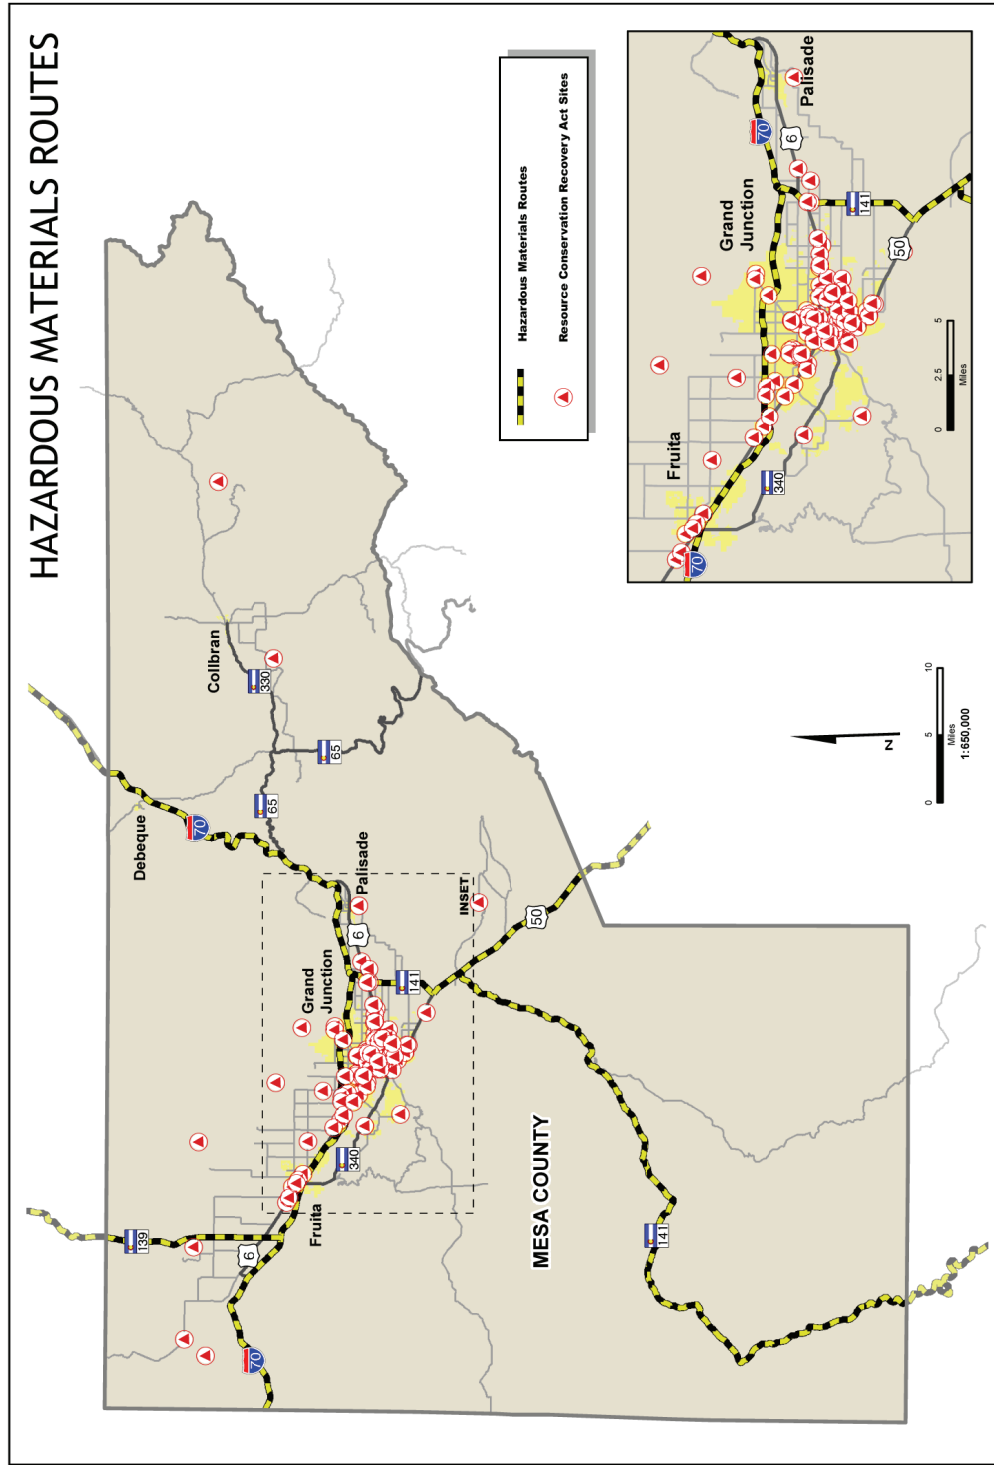 HAZARDOUS MATERIALS ROUTES
Hazardous Materials Routes
Resource Conservation Recovery Act Sites
Debeque
Collbran
Grand
Junction
Palisade
Fruita
INSET
MESA COUNTY
70
139
6
340
6
141
50
141
70
65
65
330
N
0
5
10
Miles
1:650,000
Fruita
Grand
Junction
Palisade
70
340
70
6
141
50
0
2.5
5
Miles